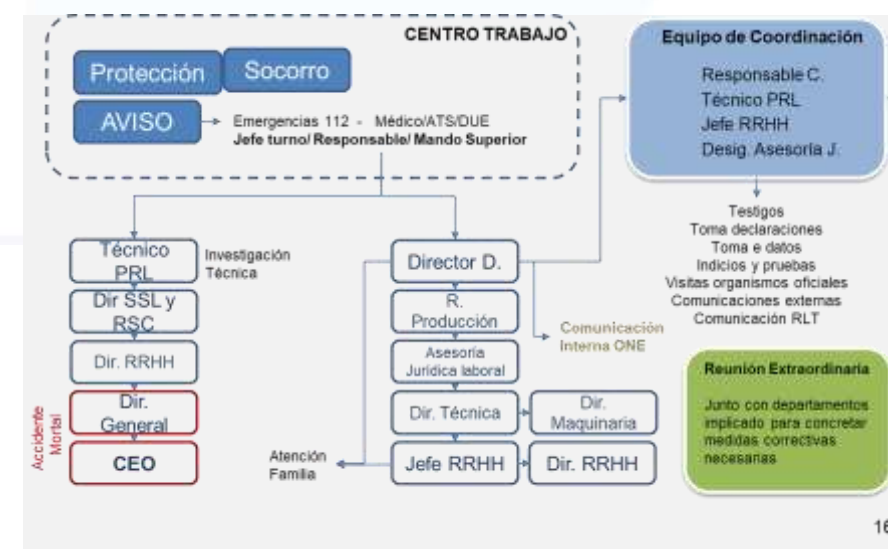 CENTRO TRABAJO
Protección
Socorro
AVISO
Emergencias 112 - Médico/ATS/DUE
Jefe turno/ Responsable/ Mando Superior
Equipo de Coordinación
Responsable C.
Técnico PRL
Jefe RRHH
Desig. Asesoría J.
Testigos
Toma declaraciones
Toma e datos
Indicios y pruebas
Visitas organismos oficiales
Comunicaciones externas
Comunicación RLT
Técnico
PRL
Investigación
Técnica
Dir SSL y
RSC
Dir. RRHH
Dir.
General
CEO
Accidente
Mortal
Director D.
R.
Producción
Asesoría
Jurídica laboral
Dir. Técnica
Dir.
Maquinaria
Jefe RRHH
Dir. RRHH
Atención
Familia
Comunicación
Interna ONE
Reunión Extraordinaria
Junto con departamentos
implicado para concretar
medidas correctivas
necesarias
16